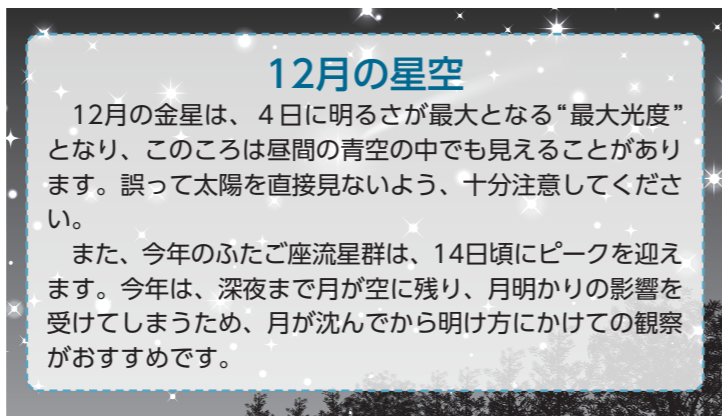 12月の星空
　12月の金星は、４日に明るさが最大となる“最大光度”
となり、このころは昼間の青空の中でも見えることがあり
ます。誤って太陽を直接見ないよう、十分注意してくださ
い。
　また、今年のふたご座流星群は、14日頃にピークを迎え
ます。今年は、深夜まで月が空に残り、月明かりの影響を
受けてしまうため、月が沈んでから明け方にかけての観察
がおすすめです。